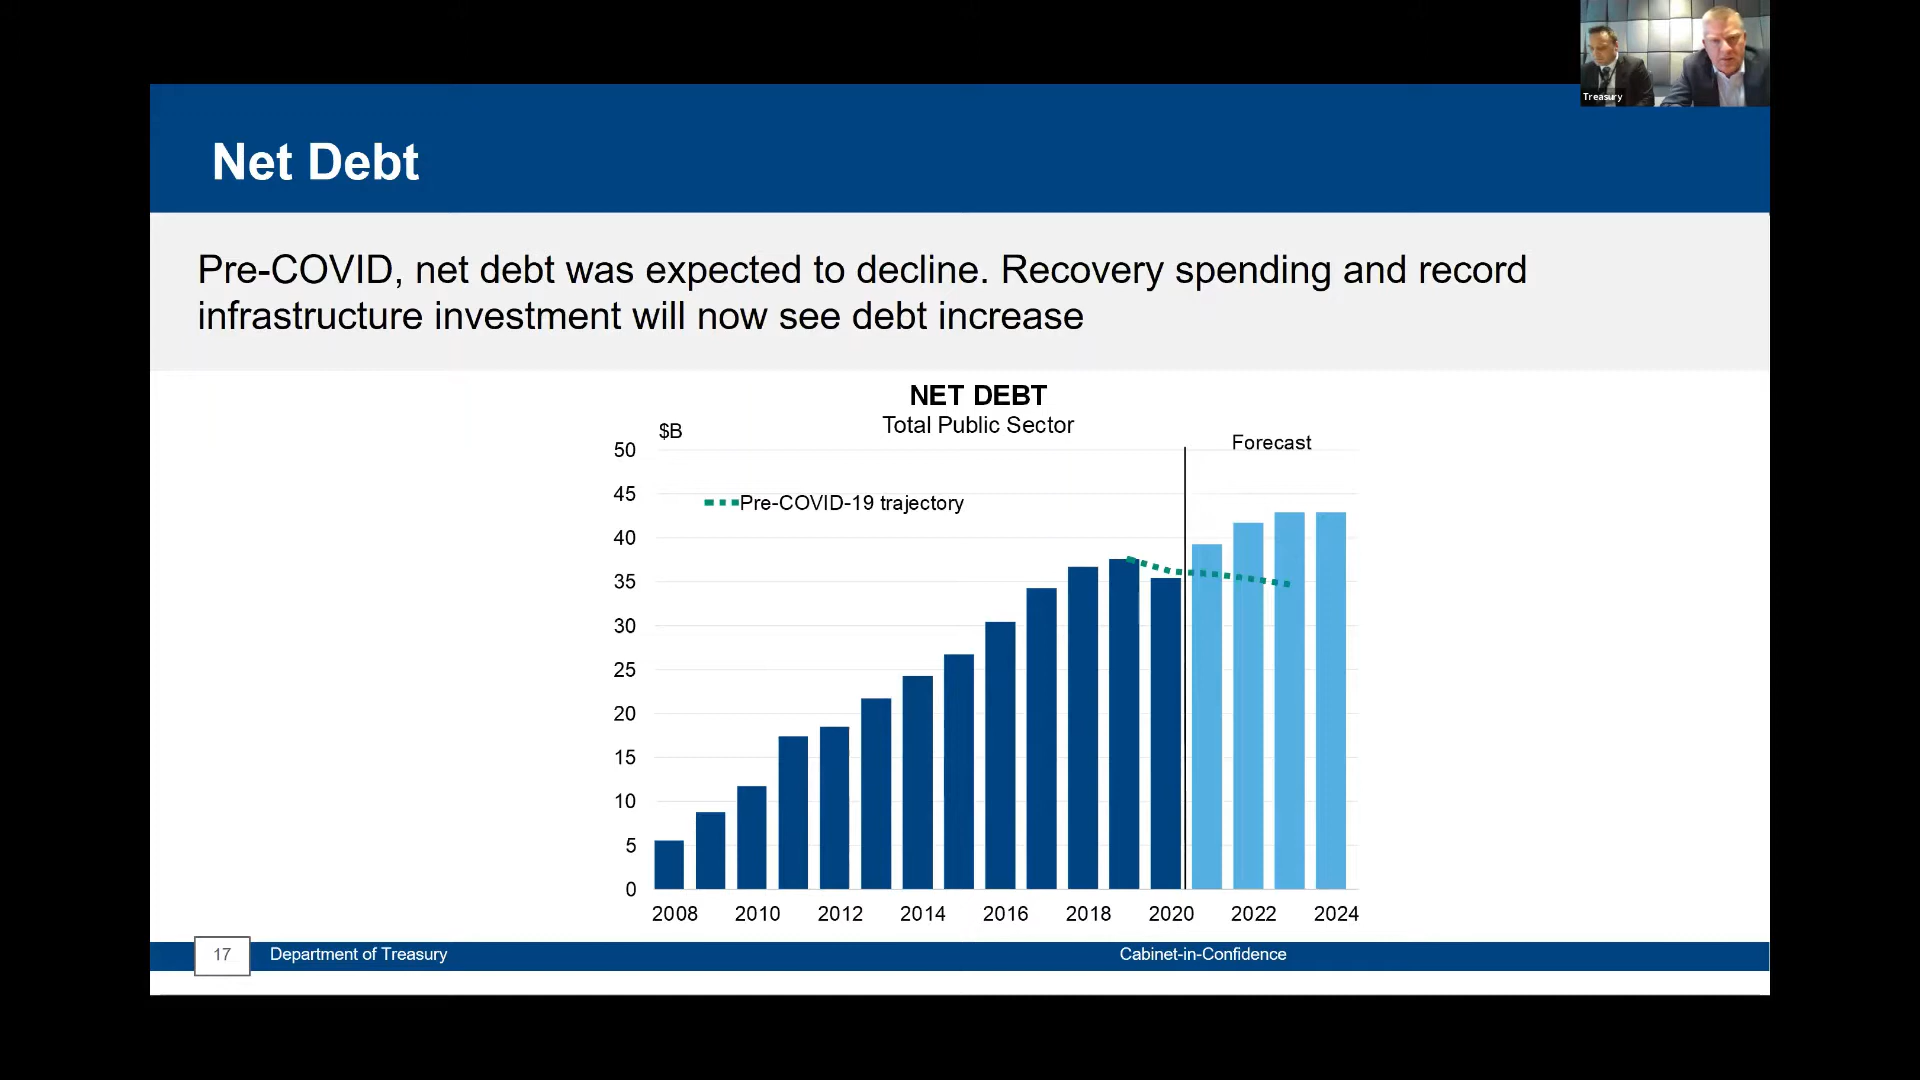 Treasury
Net Debt
Pre-COVID, net debt was expected to decline. Recovery spending and record
infrastructure investment will now see debt increase
NET DEBT
Total Public Sector
$B
Forecast
50
45
Pre-COVID-19 trajectory
40
35
30
25
20
15
10
5
0
2008 2010 2012 2014 2016 2018 2020 2022 2024
17 Department of Treasury Cabinet-in-Confidence